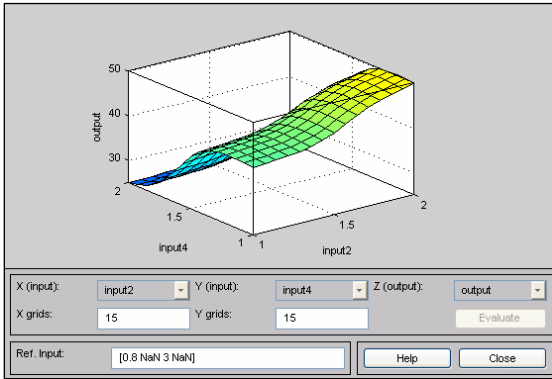 50
40
30
output
2
1.5
1
input4
1
1.5
2
input2
X (input): input2 Y (input): input4 Z (output): output
X grids: 15 Y grids: 15 Evaluate
Ref. Input: [0.8 NaN 3 NaN] Help Close